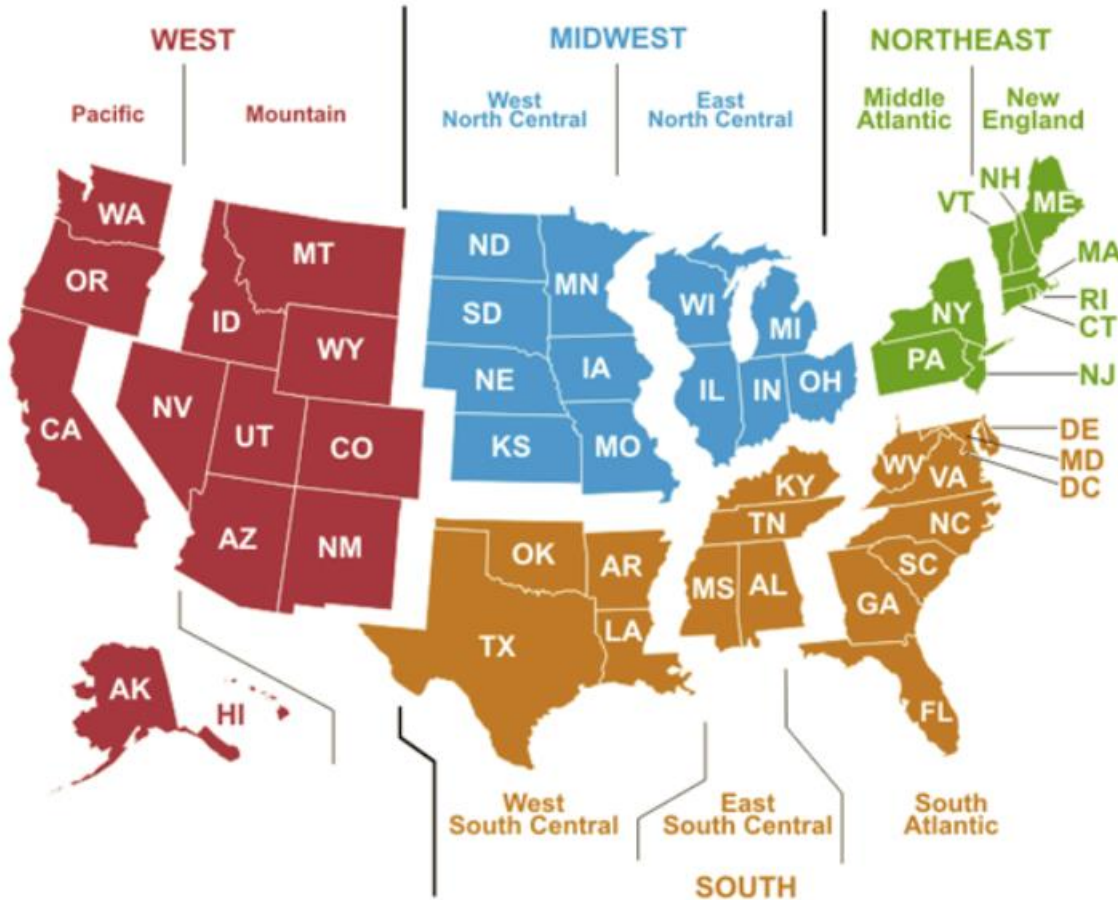 WEST
MIDWEST
NORTHEAST
Pacific
Mountain
West
North Central
East
North Central
Middle
Atlantic
New
England
WA
OR
CA
AK
HI
MT
ID
WY
NV
UT
CO
AZ
NM
ND
SD
NE
KS
MN
IA
MO
WI
MI
IL
IN
OH
NH
VT
ME
MA
RI
CT
NY
PA
NJ
DE
MD
DC
WV
VA
NC
SC
GA
FL
KY
TN
MS
AL
OK
AR
TX
LA
West
South Central
East
South Central
South
Atlantic
SOUTH